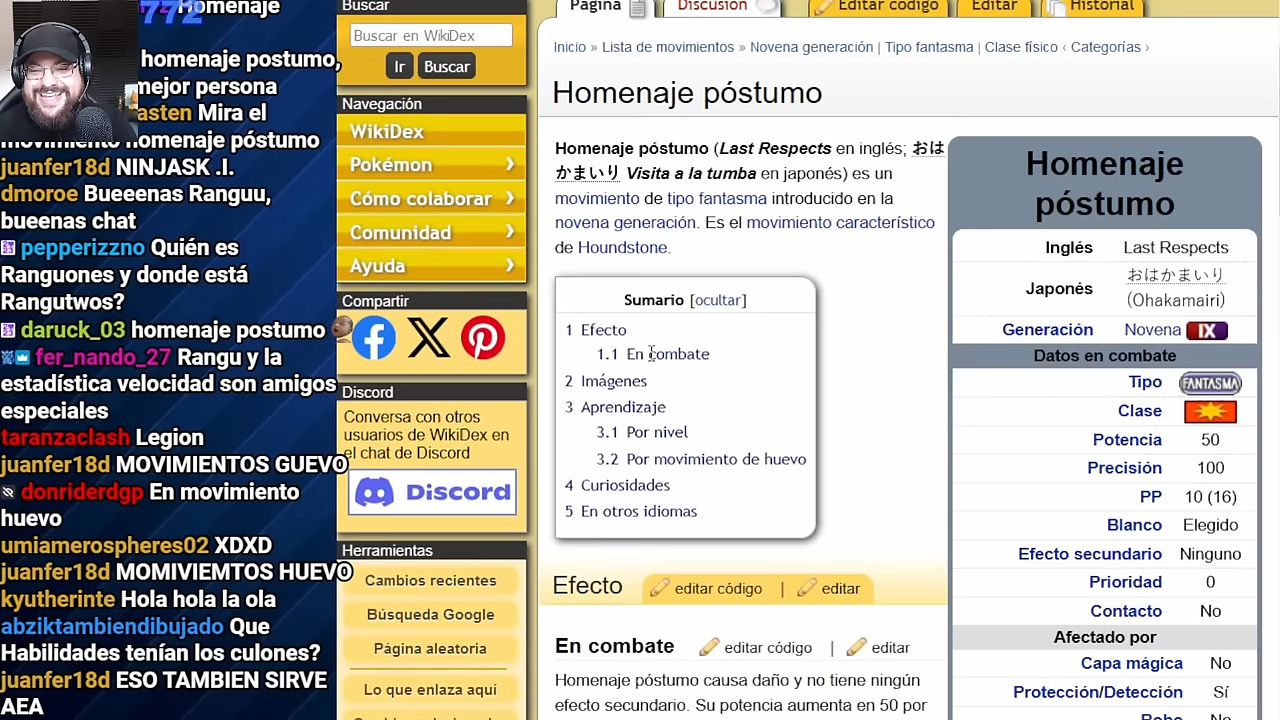 772 Homenaje
homenaje postumo,
mejor persona
asten Mira el
movimiento homenaje póstumo
juanfer18d NINJASK .I.
dmoroe Bueeenas Ranguu,
bueenas chat
pepperizzno Quién es
Ranguones y donde está
Rangutwos?
daruck_03 homenaje postumo
fer_nando_27 Rangu y la
estadística velocidad son amigos
especiales
taranzaclash Legion
juanfer18d MOVIMIENTOS GUEVO
donriderdgp En movimiento
huevo
umiamerospheres02 XDXD
juanfer18d MOMIVIEMTOS HUEVO
kyutherinte Hola hola la ola
abziktambiendibujado Que
Habilidades tenían los culones?
juanfer18d ESO TAMBIEN SIRVE
AEA
Buscar
Buscar en WikiDex
Ir Buscar
Navegación
WikiDex
Pokémon
Cómo colaborar
Comunidad
Ayuda
Compartir
Discord
Conversa con otros
usuarios de WikiDex en
el chat de Discord
Discord
Herramientas
Cambios recientes
Búsqueda Google
Página aleatoria
Lo que enlaza aquí
Página Discusión Editar código Editar Historial
Inicio » Lista de movimientos » Novena generación | Tipo fantasma | Clase físico ‹ Categorías ›
Homenaje póstumo
Homenaje póstumo (Last Respects en inglés; おは
かまいり Visita a la tumba en japonés) es un
movimiento de tipo fantasma introducido en la
novena generación. Es el movimiento característico
de Houndstone.
Sumario [ocultar]
1 Efecto
1.1 En combate
2 Imágenes
3 Aprendizaje
3.1 Por nivel
3.2 Por movimiento de huevo
4 Curiosidades
5 En otros idiomas
Efecto editar código | editar
En combate editar código | editar
Homenaje póstumo causa daño y no tiene ningún
efecto secundario. Su potencia aumenta en 50 por
Homenaje
póstumo
Inglés Last Respects
Japonés おはかまいり
(Ohakamairi)
Generación Novena IX
Datos en combate
Tipo FANTASMA
Clase
Potencia 50
Precisión 100
PP 10 (16)
Blanco Elegido
Efecto secundario Ninguno
Prioridad 0
Contacto No
Afectado por
Capa mágica No
Protección/Detección Sí
Robo No